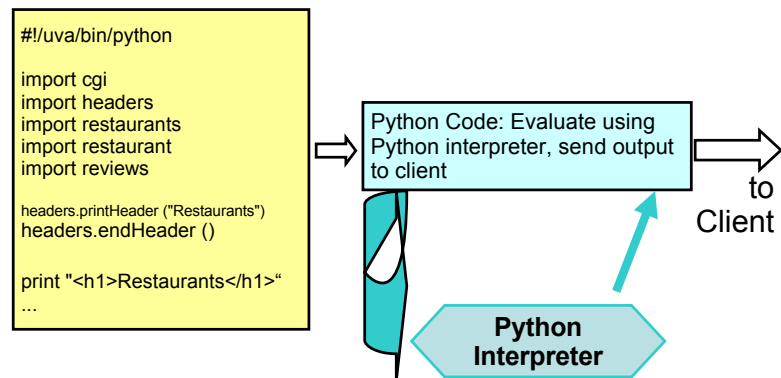 #!/uva/bin/python
import cgi
import headers
import restaurants
import restaurant
import reviews
headers.printHeader ("Restaurants")
headers.endHeader ()
print "<h1>Restaurants</h1>“
...
Python Code: Evaluate using
Python interpreter, send output
to client
to
Client
Python
Interpreter